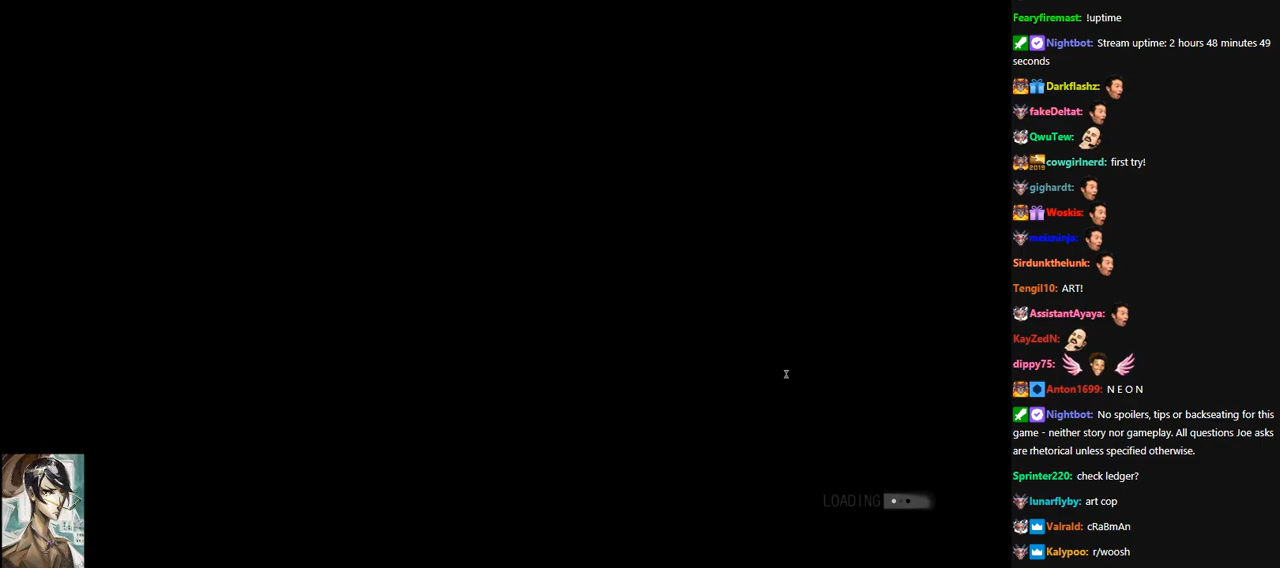 Fearyfiremast: !uptime
Nightbot: Stream uptime: 2 hours 48 minutes 49
seconds
Darkflashz:
fakeDeltat:
QwuTew:
2019 cowgirlnerd: first try!
gighardt:
Woskis:
Sirdunkthelunk:
Tengil10: ART!
AssistantAyaya:
KayZedN:
dippy75:
Anton1699: N E O N
Nightbot: No spoilers, tips or backseating for this
game - neither story nor gameplay. All questions Joe asks
are rhetorical unless specified otherwise.
Sprinter220: check ledger?
LOADING
lunarflyby: art cop
Valrald: cRaBmAn
Kalypoo: r/woosh